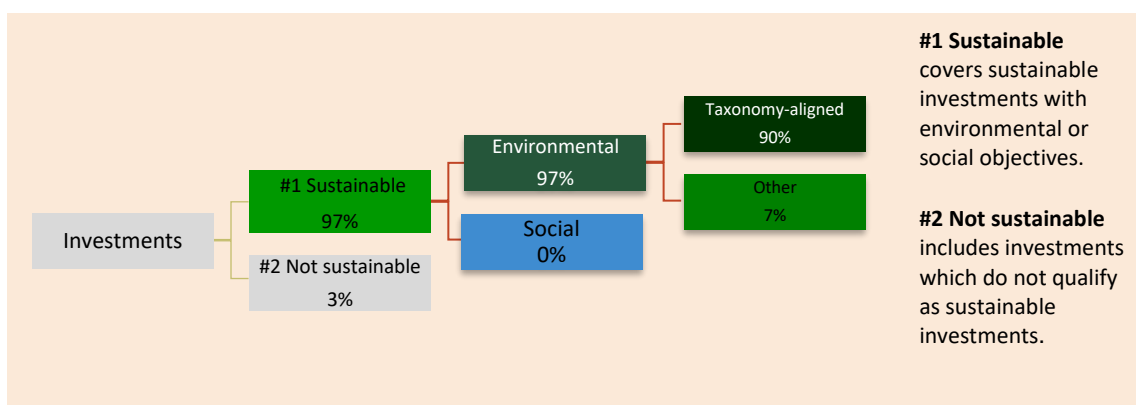 Investments
#1 Sustainable
97%
#2 Not sustainable
3%
Environmental
97%
Social
0%
Taxonomy-aligned
90%
Other
7%
#1 Sustainable
covers sustainable
investments with
environmental or
social objectives.
#2 Not sustainable
includes investments
which do not qualify
as sustainable
investments.